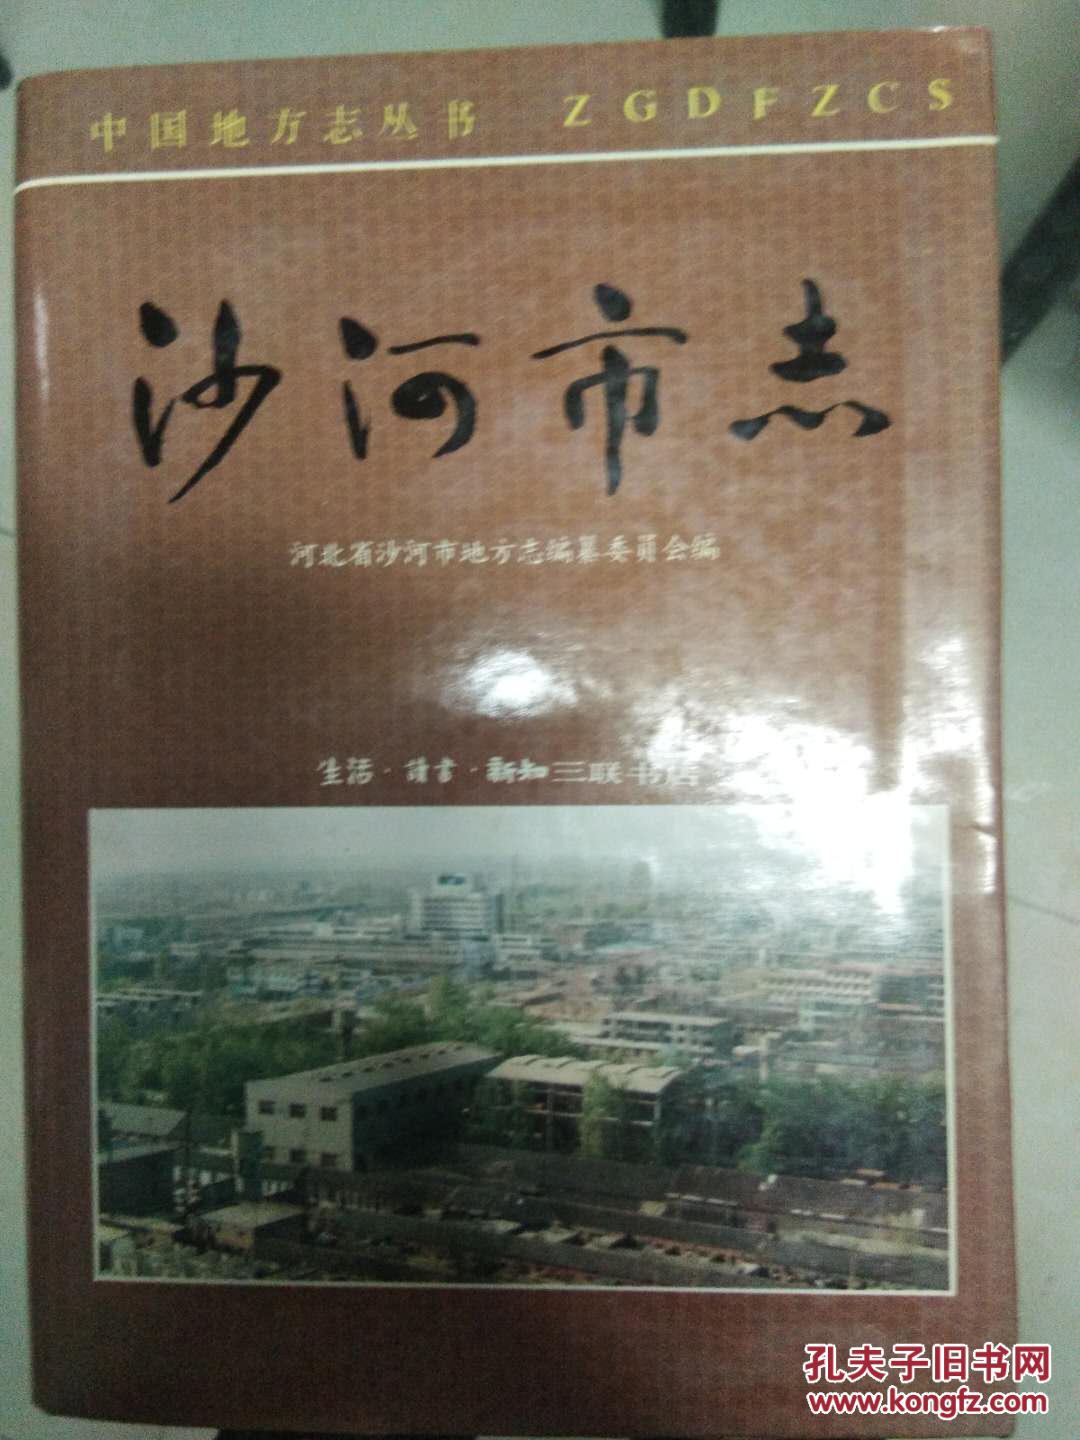 中国地方志丛书 ZGDFZCS
沙河市志
河北省沙河市地方志编纂委员会编
生活·读书·新知三联书店
孔夫子旧书网
www.kongfz.com